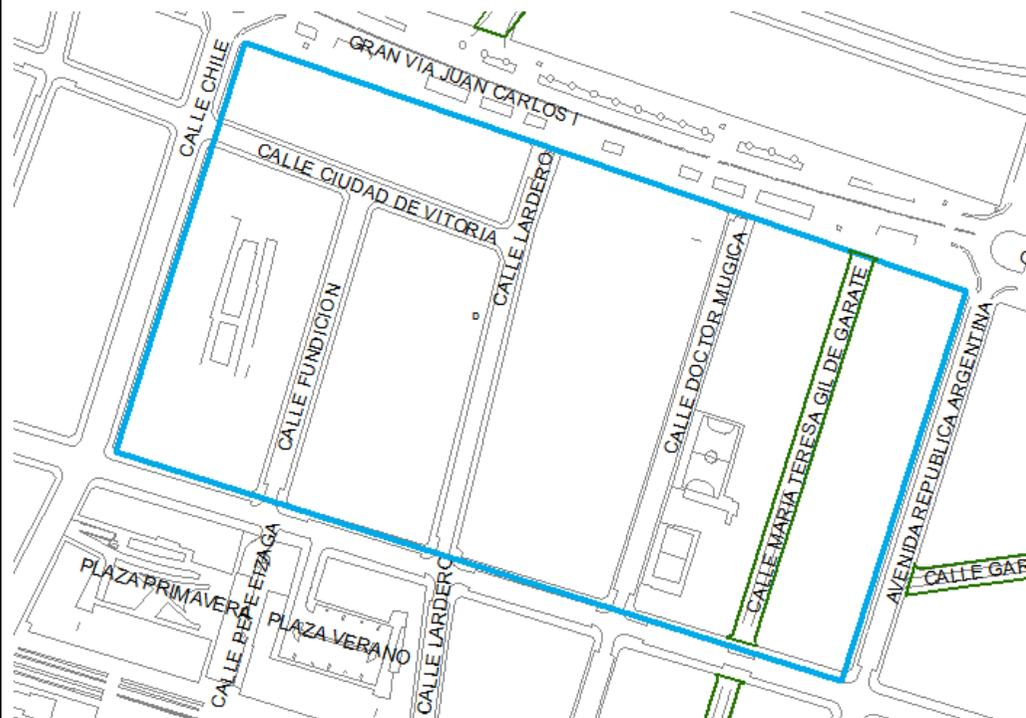 GRAN VIA JUAN CARLOS I
CALLE CHILE
CALLE CIUDAD DE VITORIA
CALLE LARDERO
CALLE DOCTOR MUGICA
CALLE MARIA TERESA GIL DE GARATE
CALLE FUNDICION
AVENIDA REPUBLICA ARGENTINA
CALLE GAR
PLAZA PRIMAVERA
CALLE PEPE EIZAGA
PLAZA VERANO
CALLE LARDERO